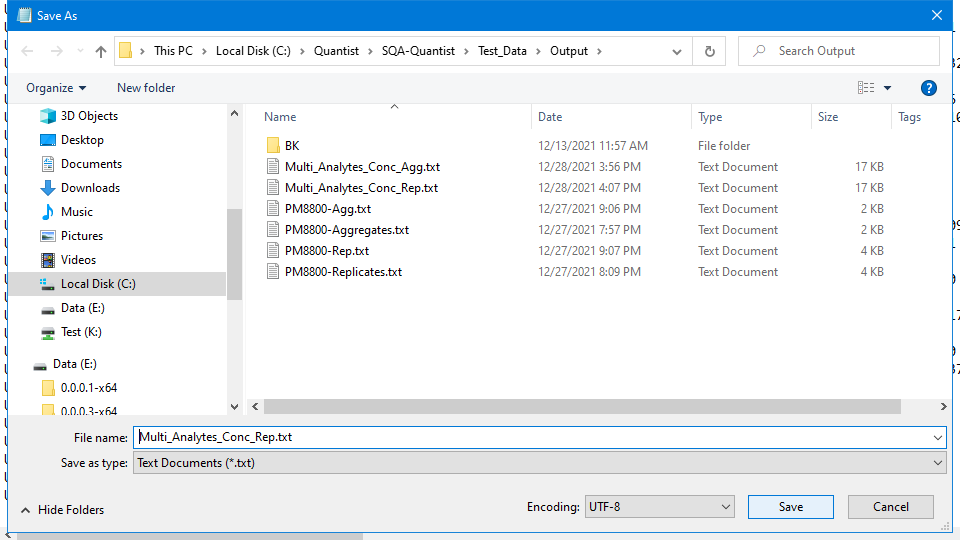 Save As
This PC > Local Disk (C:) > Quantist > SQA-Quantist > Test_Data > Output >
Search Output
Organize
New folder
3D Objects
Desktop
Documents
Downloads
Music
Pictures
Videos
Local Disk (C:)
Data (E:)
Test (K:)
Data (E:)
0.0.0.1-x64
0.0.0.3-x64
Name Date Type Size Tags
BK 12/13/2021 11:57 AM File folder
Multi_Analytes_Conc_Agg.txt 12/28/2021 3:56 PM Text Document 17 KB
Multi_Analytes_Conc_Rep.txt 12/28/2021 4:07 PM Text Document 17 KB
PM8800-Agg.txt 12/27/2021 9:06 PM Text Document 2 KB
PM8800-Aggregates.txt 12/27/2021 7:57 PM Text Document 2 KB
PM8800-Rep.txt 12/27/2021 9:07 PM Text Document 4 KB
PM8800-Replicates.txt 12/27/2021 8:09 PM Text Document 4 KB
File name: Multi_Analytes_Conc_Rep.txt
Save as type: Text Documents (*.txt)
Hide Folders
Encoding: UTF-8
Save
Cancel